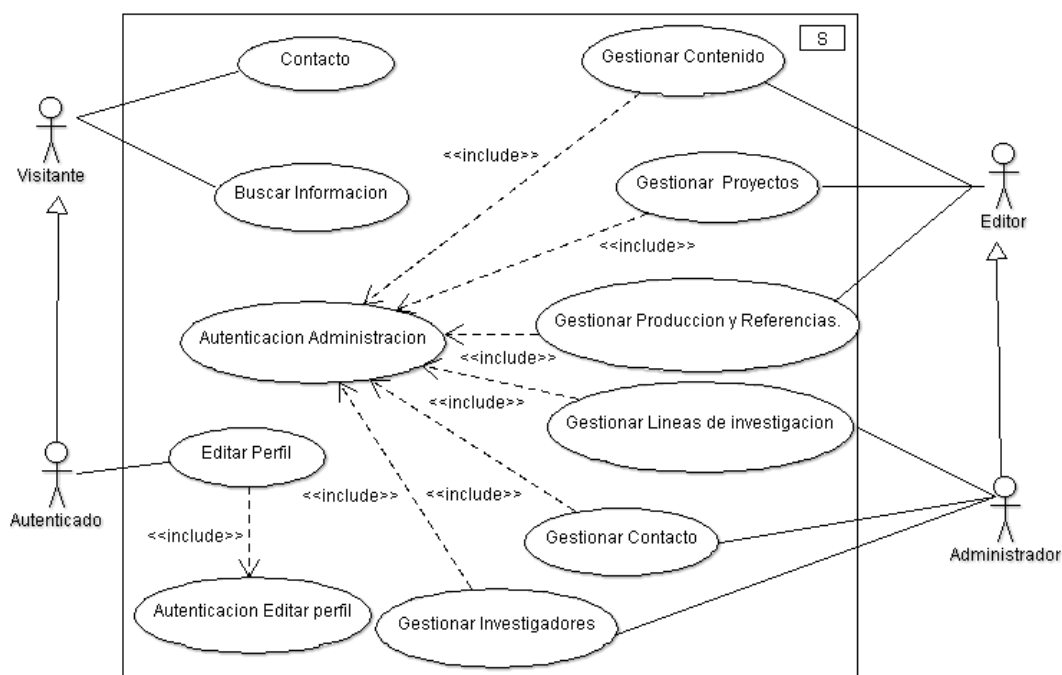 S
Contacto
Gestionar Contenido
Visitante
<<include>>
Buscar Informacion
Gestionar Proyectos
Editor
<<include>>
Autenticacion Administracion
Gestionar Produccion y Referencias.
<<include>>
<<include>>
Gestionar Lineas de investigacion
Editar Perfil
Autenticado
<<include>>
<<include>>
<<include>>
Gestionar Contacto
Administrador
Autenticacion Editar perfil
Gestionar Investigadores